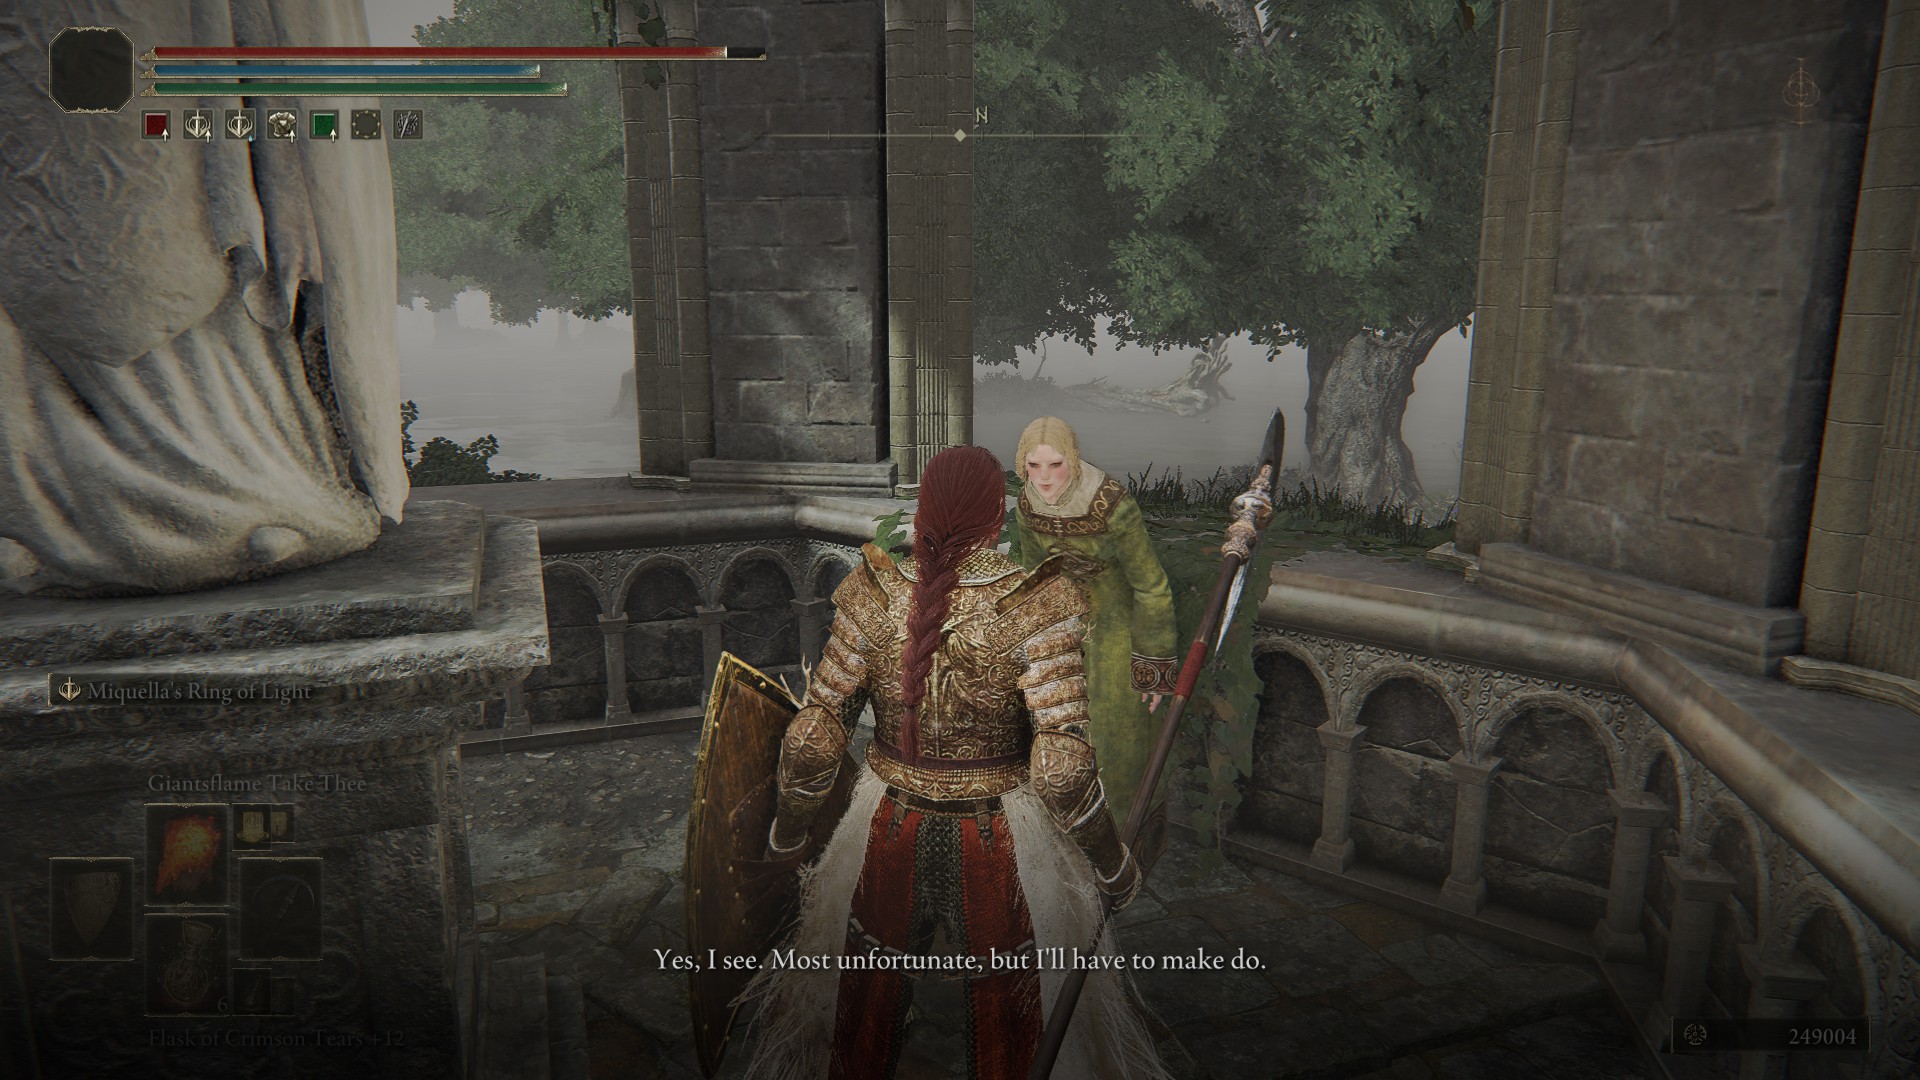 N
Miquella's Ring of Light
Giantsflame Take Thee
6
Flask of Crimson Tears +12
Yes, I see. Most unfortunate, but I'll have to make do.
249004